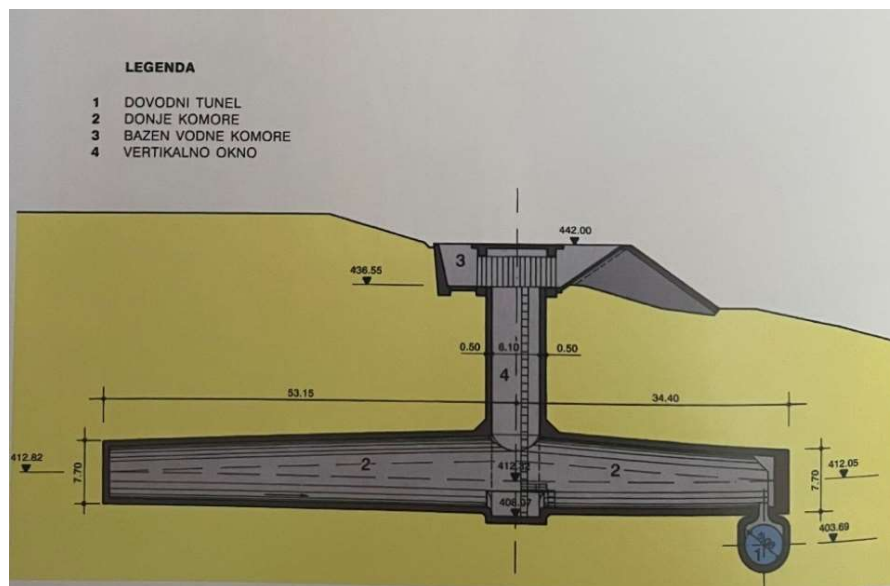 LEGENDA
1 DOVODNI TUNEL
2 DONJE KOMORE
3 BAZEN VODNE KOMORE
4 VERTIKALNO OKNO
442.00
3
436.55
0.50 6.10 0.50
4
53.15 34.40
412.82 7.70 2 2 7.70 412.05
408.07
403.69
1